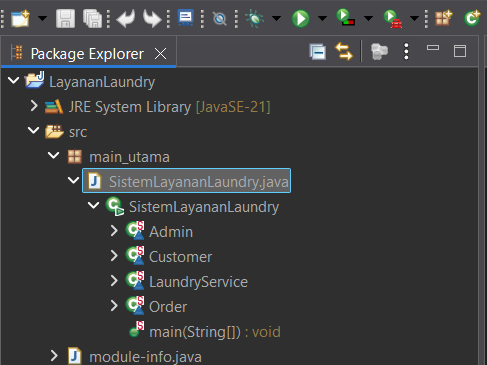 Package Explorer
LayananLaundry
JRE System Library [JavaSE-21]
src
main_utama
SistemLayananLaundry.java
SistemLayananLaundry
Admin
Customer
LaundryService
Order
main(String[]) : void
module-info.java